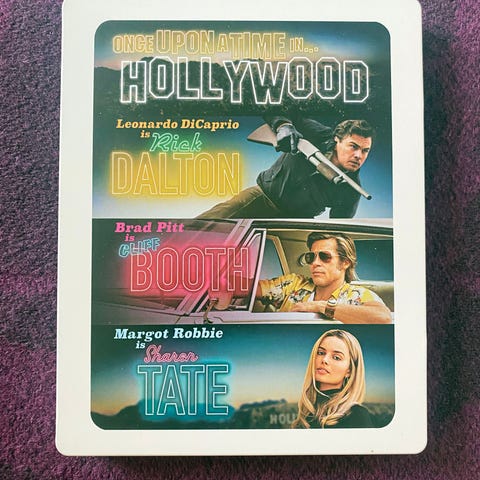 ONCE UPON A TIME IN...
HOLLYWOOD
Leonardo DiCaprio
is Rick
DALTON
Brad Pitt
is
CLIFF
BOOTH
Margot Robbie
is
Sharon
TATE
HOLL